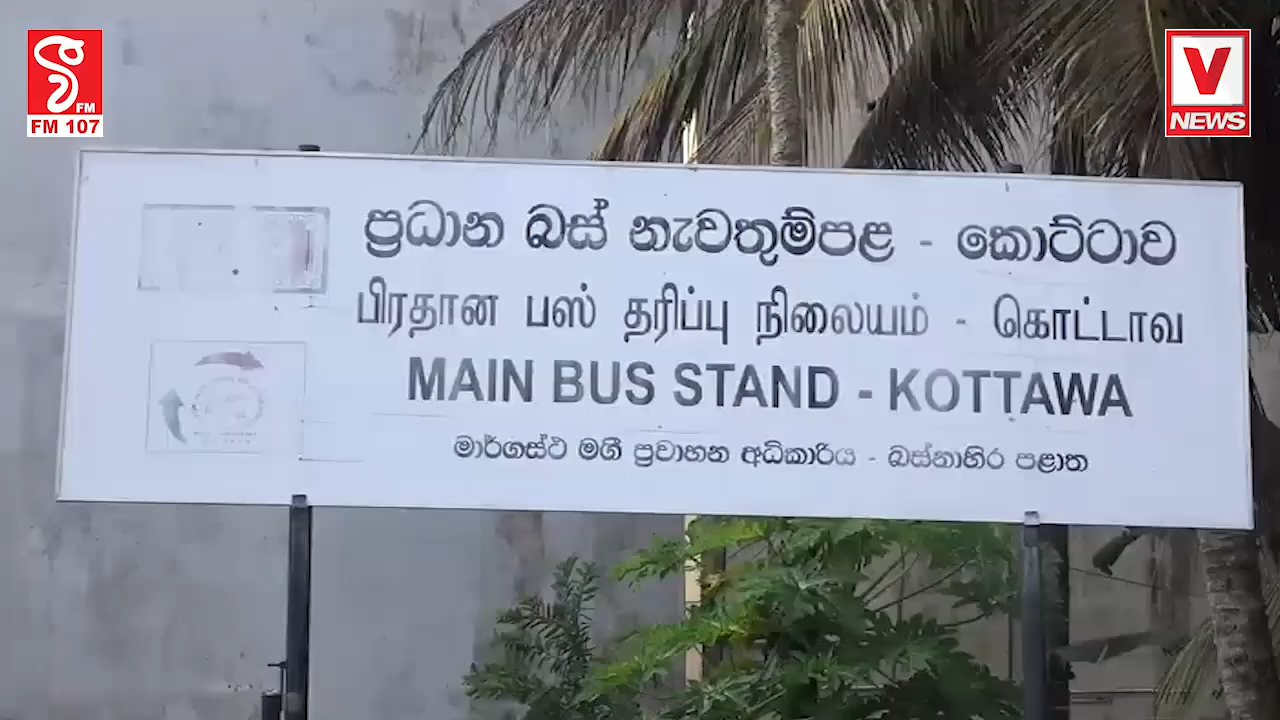 FM
FM 107
V
NEWS
ප්‍රධාන බස් නැවතුම්පළ - කොට්ටාව
பிரதான பஸ் தரிப்பு நிலையம் - கொட்டாவ
MAIN BUS STAND - KOTTAWA
මාර්ගස්ථ මගී ප්‍රවාහන අධිකාරිය - බස්නාහිර පළාත